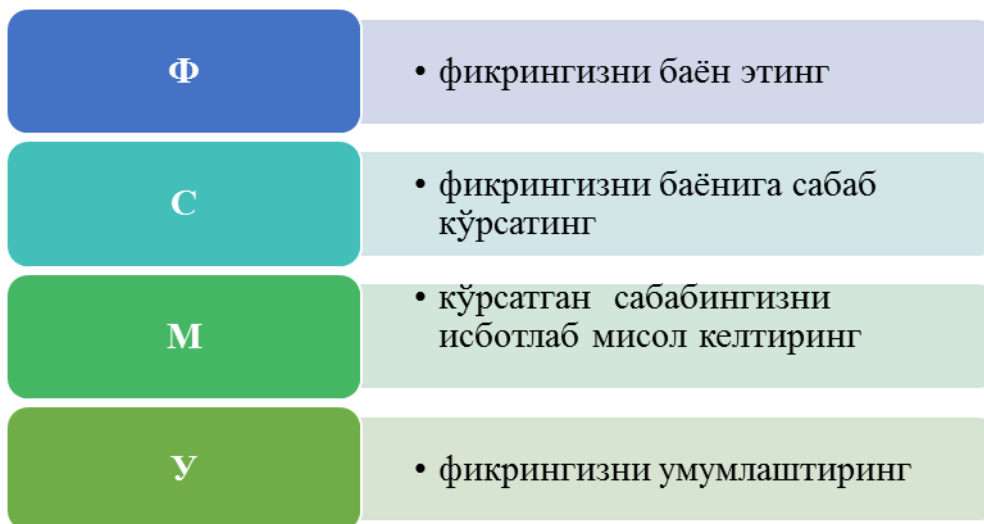 Ф
• фикрингизни баён этинг
С
• фикрингизни баёнига сабаб
кўрсатинг
М
• кўрсатган сабабингизни
исботлаб мисол келтиринг
У
• фикрингизни умумлаштиринг